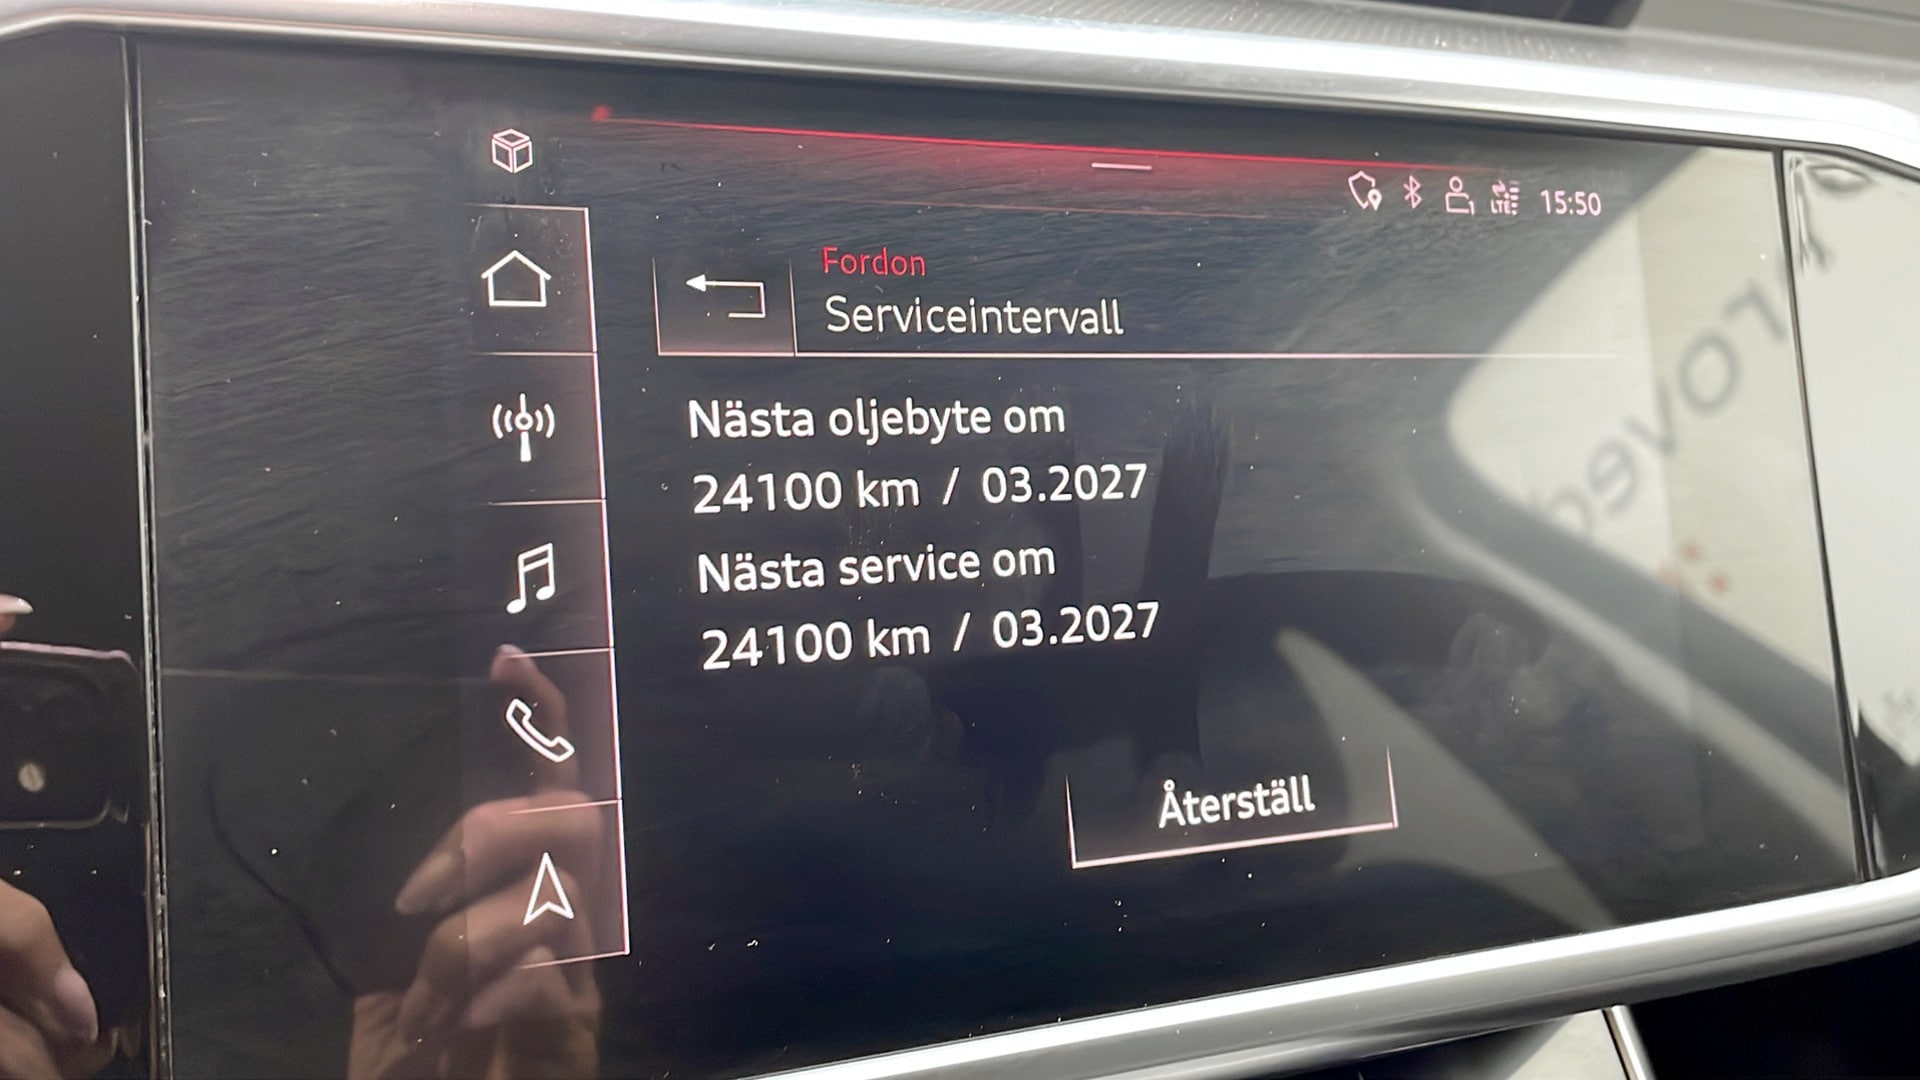 LTE 15:50
Fordon
Serviceintervall
Nästa oljebyte om
24100 km / 03.2027
Nästa service om
24100 km / 03.2027
Återställ